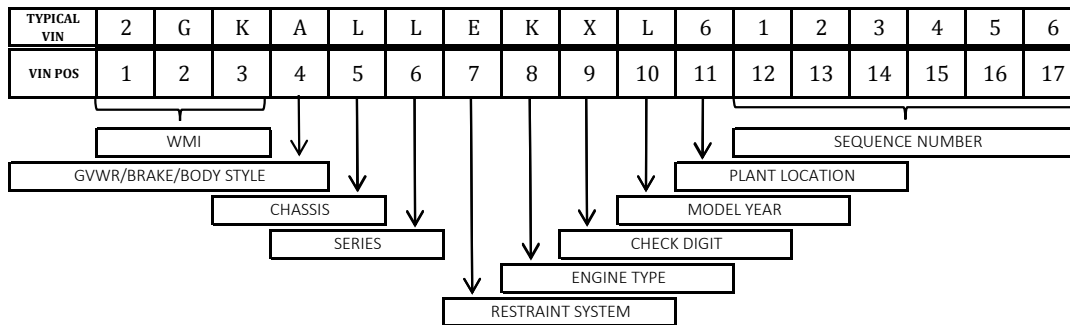 TYPICAL VIN 2 G K A L L E K X L 6 1 2 3 4 5 6
VIN POS 1 2 3 4 5 6 7 8 9 10 11 12 13 14 15 16 17
WMI SEQUENCE NUMBER
GVWR/BRAKE/BODY STYLE PLANT LOCATION
CHASSIS MODEL YEAR
SERIES CHECK DIGIT
ENGINE TYPE
RESTRAINT SYSTEM